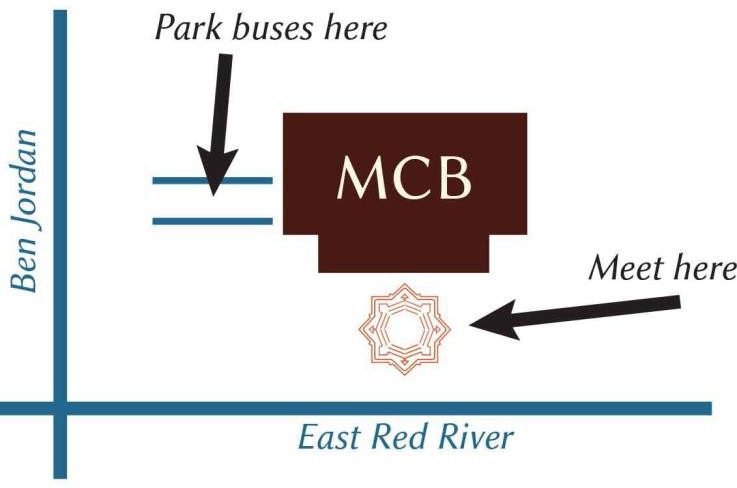 Park buses here
Ben Jordan
MCB
Meet here
East Red River